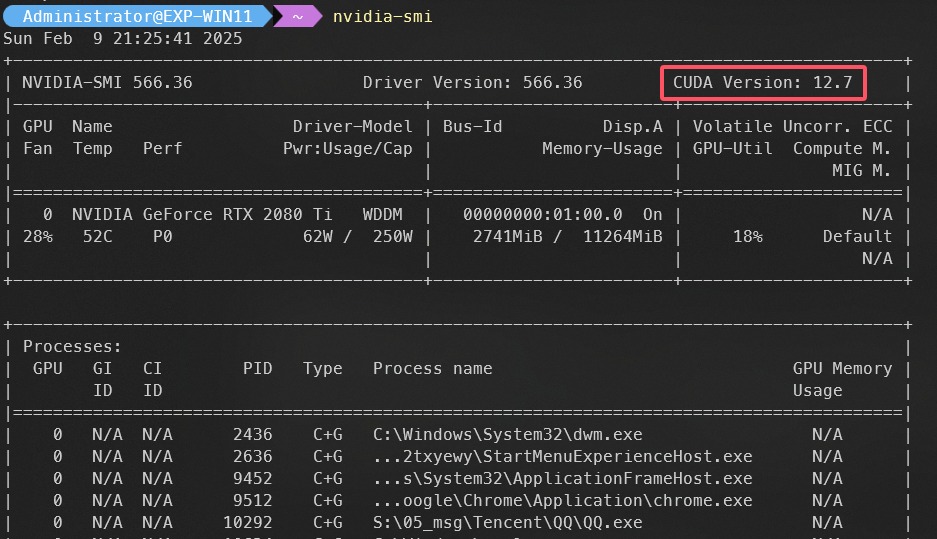 Administrator@EXP-WIN11 ~ nvidia-smi
Sun Feb  9 21:25:41 2025
+-----------------------------------------------------------------------------------------+
| NVIDIA-SMI 566.36                 Driver Version: 566.36         CUDA Version: 12.7     |
|-----------------------------------------+------------------------+----------------------+
| GPU  Name                  Driver-Model | Bus-Id          Disp.A | Volatile Uncorr. ECC |
| Fan  Temp   Perf          Pwr:Usage/Cap |           Memory-Usage | GPU-Util  Compute M. |
|                                         |                        |               MIG M. |
|=========================================+========================+======================|
|   0  NVIDIA GeForce RTX 2080 Ti   WDDM  |   00000000:01:00.0  On |                  N/A |
| 28%   52C    P0             62W /  250W |    2741MiB /  11264MiB |     18%      Default |
|                                         |                        |                  N/A |
+-----------------------------------------+------------------------+----------------------+
+-----------------------------------------------------------------------------------------+
| Processes:                                                                              |
|  GPU   GI   CI        PID   Type   Process name                              GPU Memory |
|        ID   ID                                                               Usage      |
|=========================================================================================|
|    0   N/A  N/A      2436    C+G   C:\Windows\System32\dwm.exe                 N/A      |
|    0   N/A  N/A      2636    C+G   ...2txyewy\StartMenuExperienceHost.exe      N/A      |
|    0   N/A  N/A      9452    C+G   ...s\System32\ApplicationFrameHost.exe      N/A      |
|    0   N/A  N/A      9512    C+G   ...oogle\Chrome\Application\chrome.exe      N/A      |
|    0   N/A  N/A     10292    C+G   S:\05_msg\Tencent\QQ\QQ.exe                 N/A      |